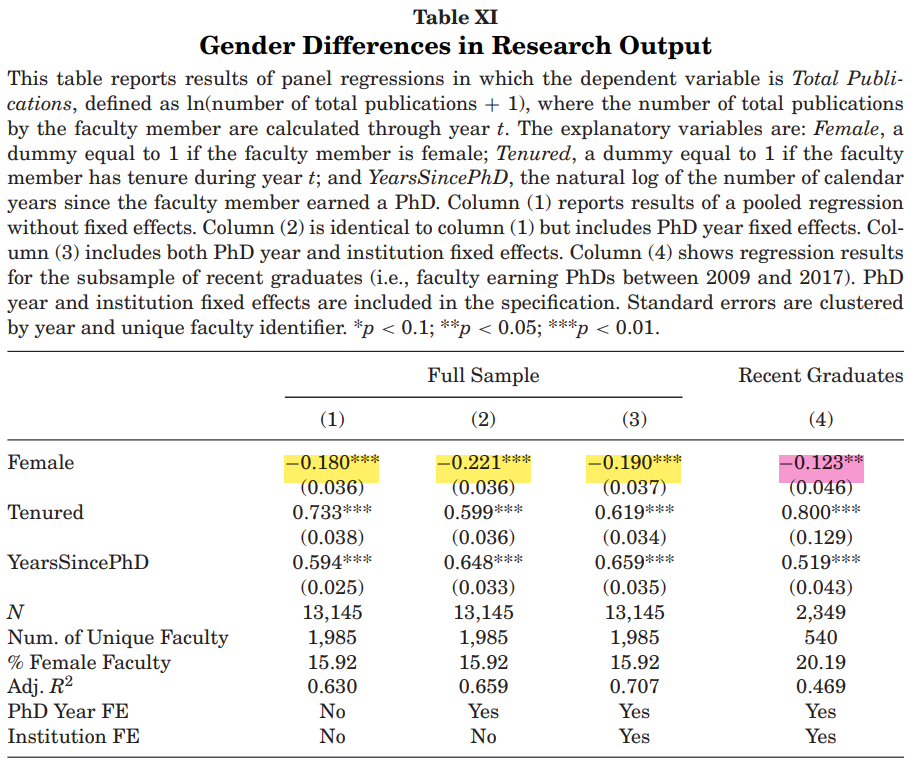 Table XI
Gender Differences in Research Output
This table reports results of panel regressions in which the dependent variable is Total Publi-
cations, defined as ln(number of total publications + 1), where the number of total publications
by the faculty member are calculated through year t. The explanatory variables are: Female, a
dummy equal to 1 if the faculty member is female; Tenured, a dummy equal to 1 if the faculty
member has tenure during year t; and YearsSincePhD, the natural log of the number of calendar
years since the faculty member earned a PhD. Column (1) reports results of a pooled regression
without fixed effects. Column (2) is identical to column (1) but includes PhD year fixed effects. Col-
umn (3) includes both PhD year and institution fixed effects. Column (4) shows regression results
for the subsample of recent graduates (i.e., faculty earning PhDs between 2009 and 2017). PhD
year and institution fixed effects are included in the specification. Standard errors are clustered
by year and unique faculty identifier. *p < 0.1; **p < 0.05; ***p < 0.01.
Full Sample Recent Graduates
(1) (2) (3) (4)
Female −0.180*** −0.221*** −0.190*** −0.123**
(0.036) (0.036) (0.037) (0.046)
Tenured 0.733*** 0.599*** 0.619*** 0.800***
(0.038) (0.036) (0.034) (0.129)
YearsSincePhD 0.594*** 0.648*** 0.659*** 0.519***
(0.025) (0.033) (0.035) (0.043)
N 13,145 13,145 13,145 2,349
Num. of Unique Faculty 1,985 1,985 1,985 540
% Female Faculty 15.92 15.92 15.92 20.19
Adj. R² 0.630 0.659 0.707 0.469
PhD Year FE No Yes Yes Yes
Institution FE No No Yes Yes